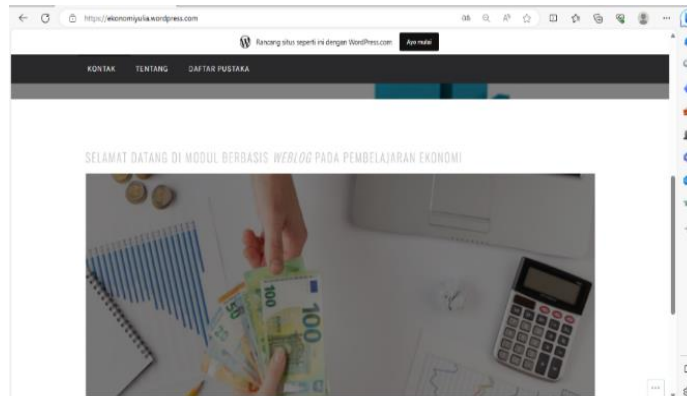 https://ekonomiyulia.wordpress.com
Rancang situs seperti ini dengan WordPress.com
Ayo mulai
KONTAK TENTANG DAFTAR PUSTAKA
SELAMAT DATANG DI MODUL BERBASIS WEBLOG PADA PEMBELAJARAN EKONOMI
50
100
100